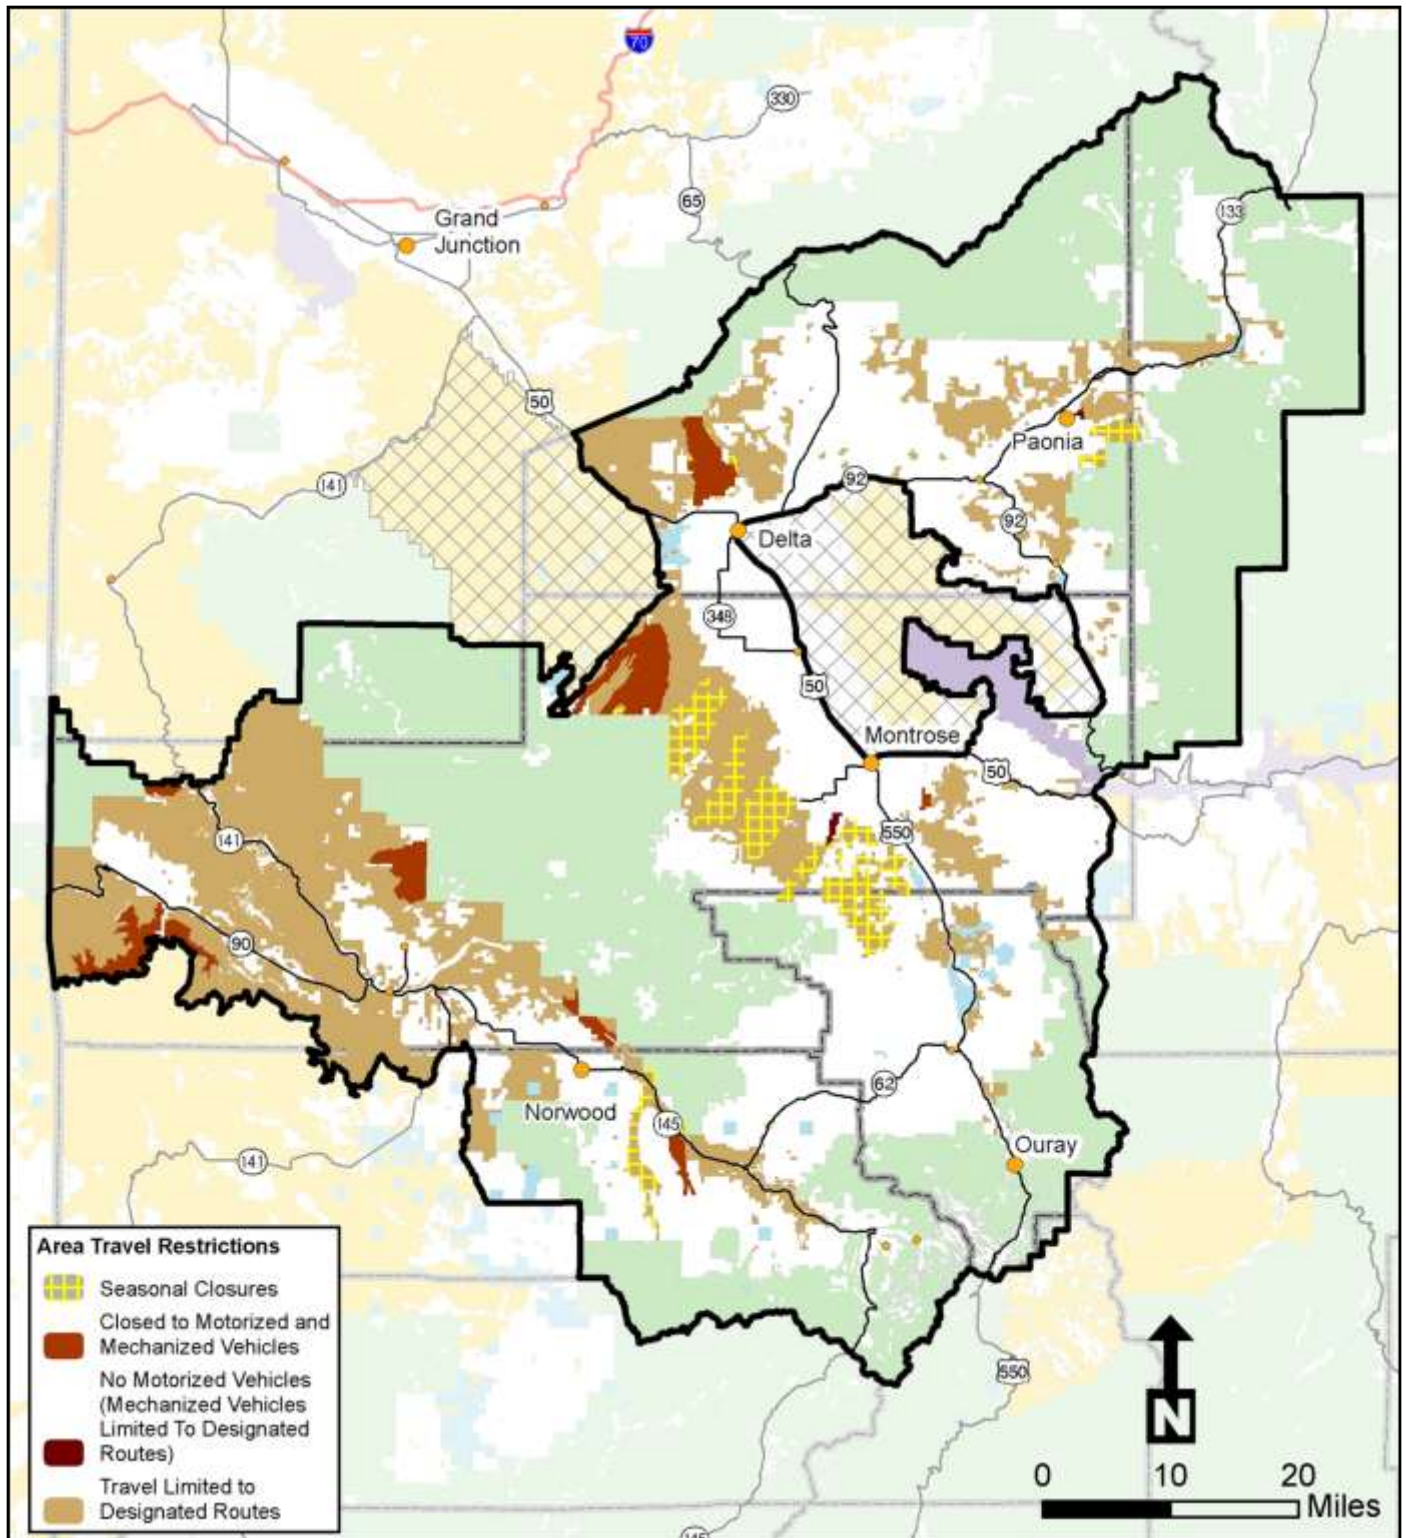 70
330
65
133
Grand
Junction
50
141
Paonia
92
92
Delta
348
50
Montrose
50
550
141
90
62
Norwood
145
Ouray
141
550
Area Travel Restrictions
Seasonal Closures
Closed to Motorized and
Mechanized Vehicles
No Motorized Vehicles
(Mechanized Vehicles
Limited To Designated
Routes)
Travel Limited to
Designated Routes
N
0 10 20
Miles
145